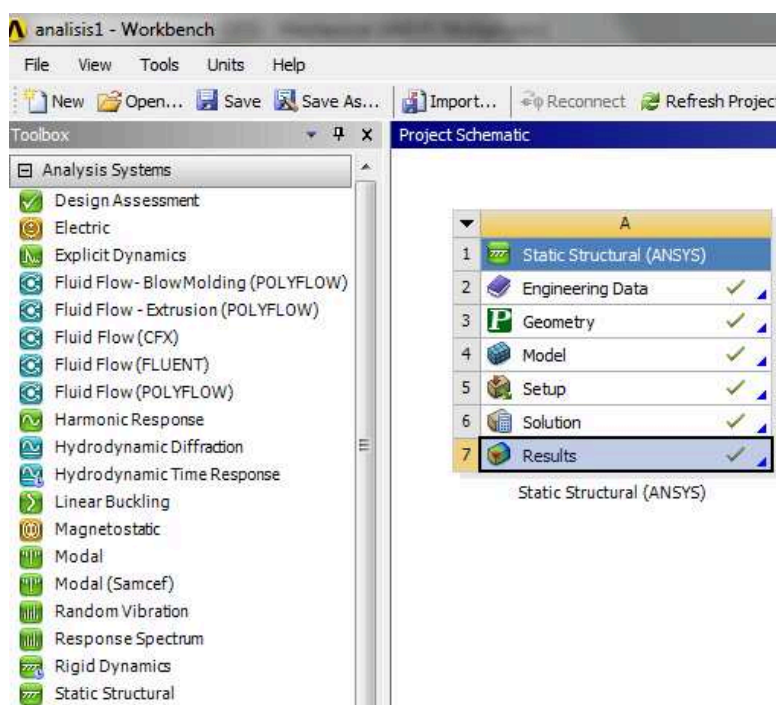 analisis1 - Workbench
File View Tools Units Help
New Open... Save Save As... Import... Reconnect Refresh Project
Toolbox
Project Schematic
Analysis Systems
Design Assessment
Electric
Explicit Dynamics
Fluid Flow- BlowMolding (POLYFLOW)
Fluid Flow - Extrusion (POLYFLOW)
Fluid Flow (CFX)
Fluid Flow (FLUENT)
Fluid Flow (POLYFLOW)
Harmonic Response
Hydrodynamic Diffraction
Hydrodynamic Time Response
Linear Buckling
Magnetostatic
Modal
Modal (Samcef)
Random Vibration
Response Spectrum
Rigid Dynamics
Static Structural
A
1 Static Structural (ANSYS)
2 Engineering Data
3 Geometry
4 Model
5 Setup
6 Solution
7 Results
Static Structural (ANSYS)